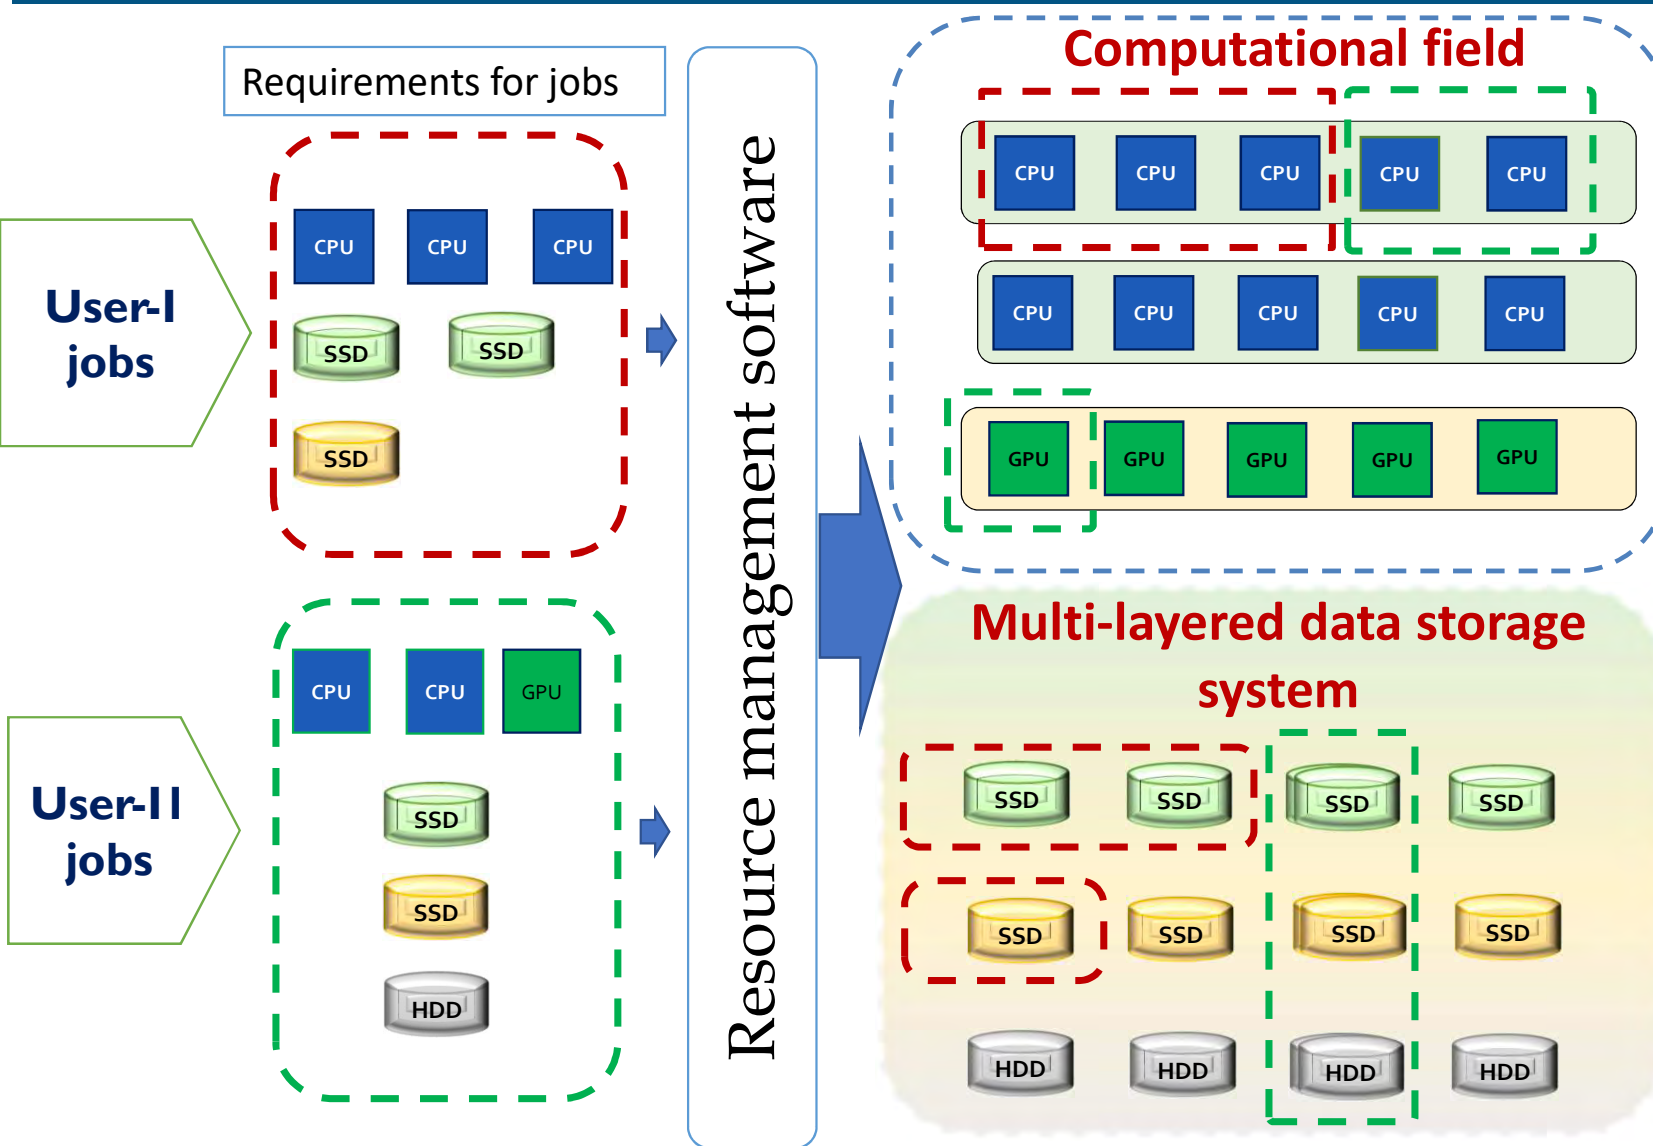 Requirements for jobs
User-I
jobs
CPU CPU CPU
SSD SSD
SSD
User-II
jobs
CPU CPU GPU
SSD
SSD
HDD
Resource management software
Computational field
CPU CPU CPU CPU CPU
CPU CPU CPU CPU CPU
GPU GPU GPU GPU GPU
Multi-layered data storage
system
SSD SSD SSD SSD
SSD SSD SSD SSD
HDD HDD HDD HDD